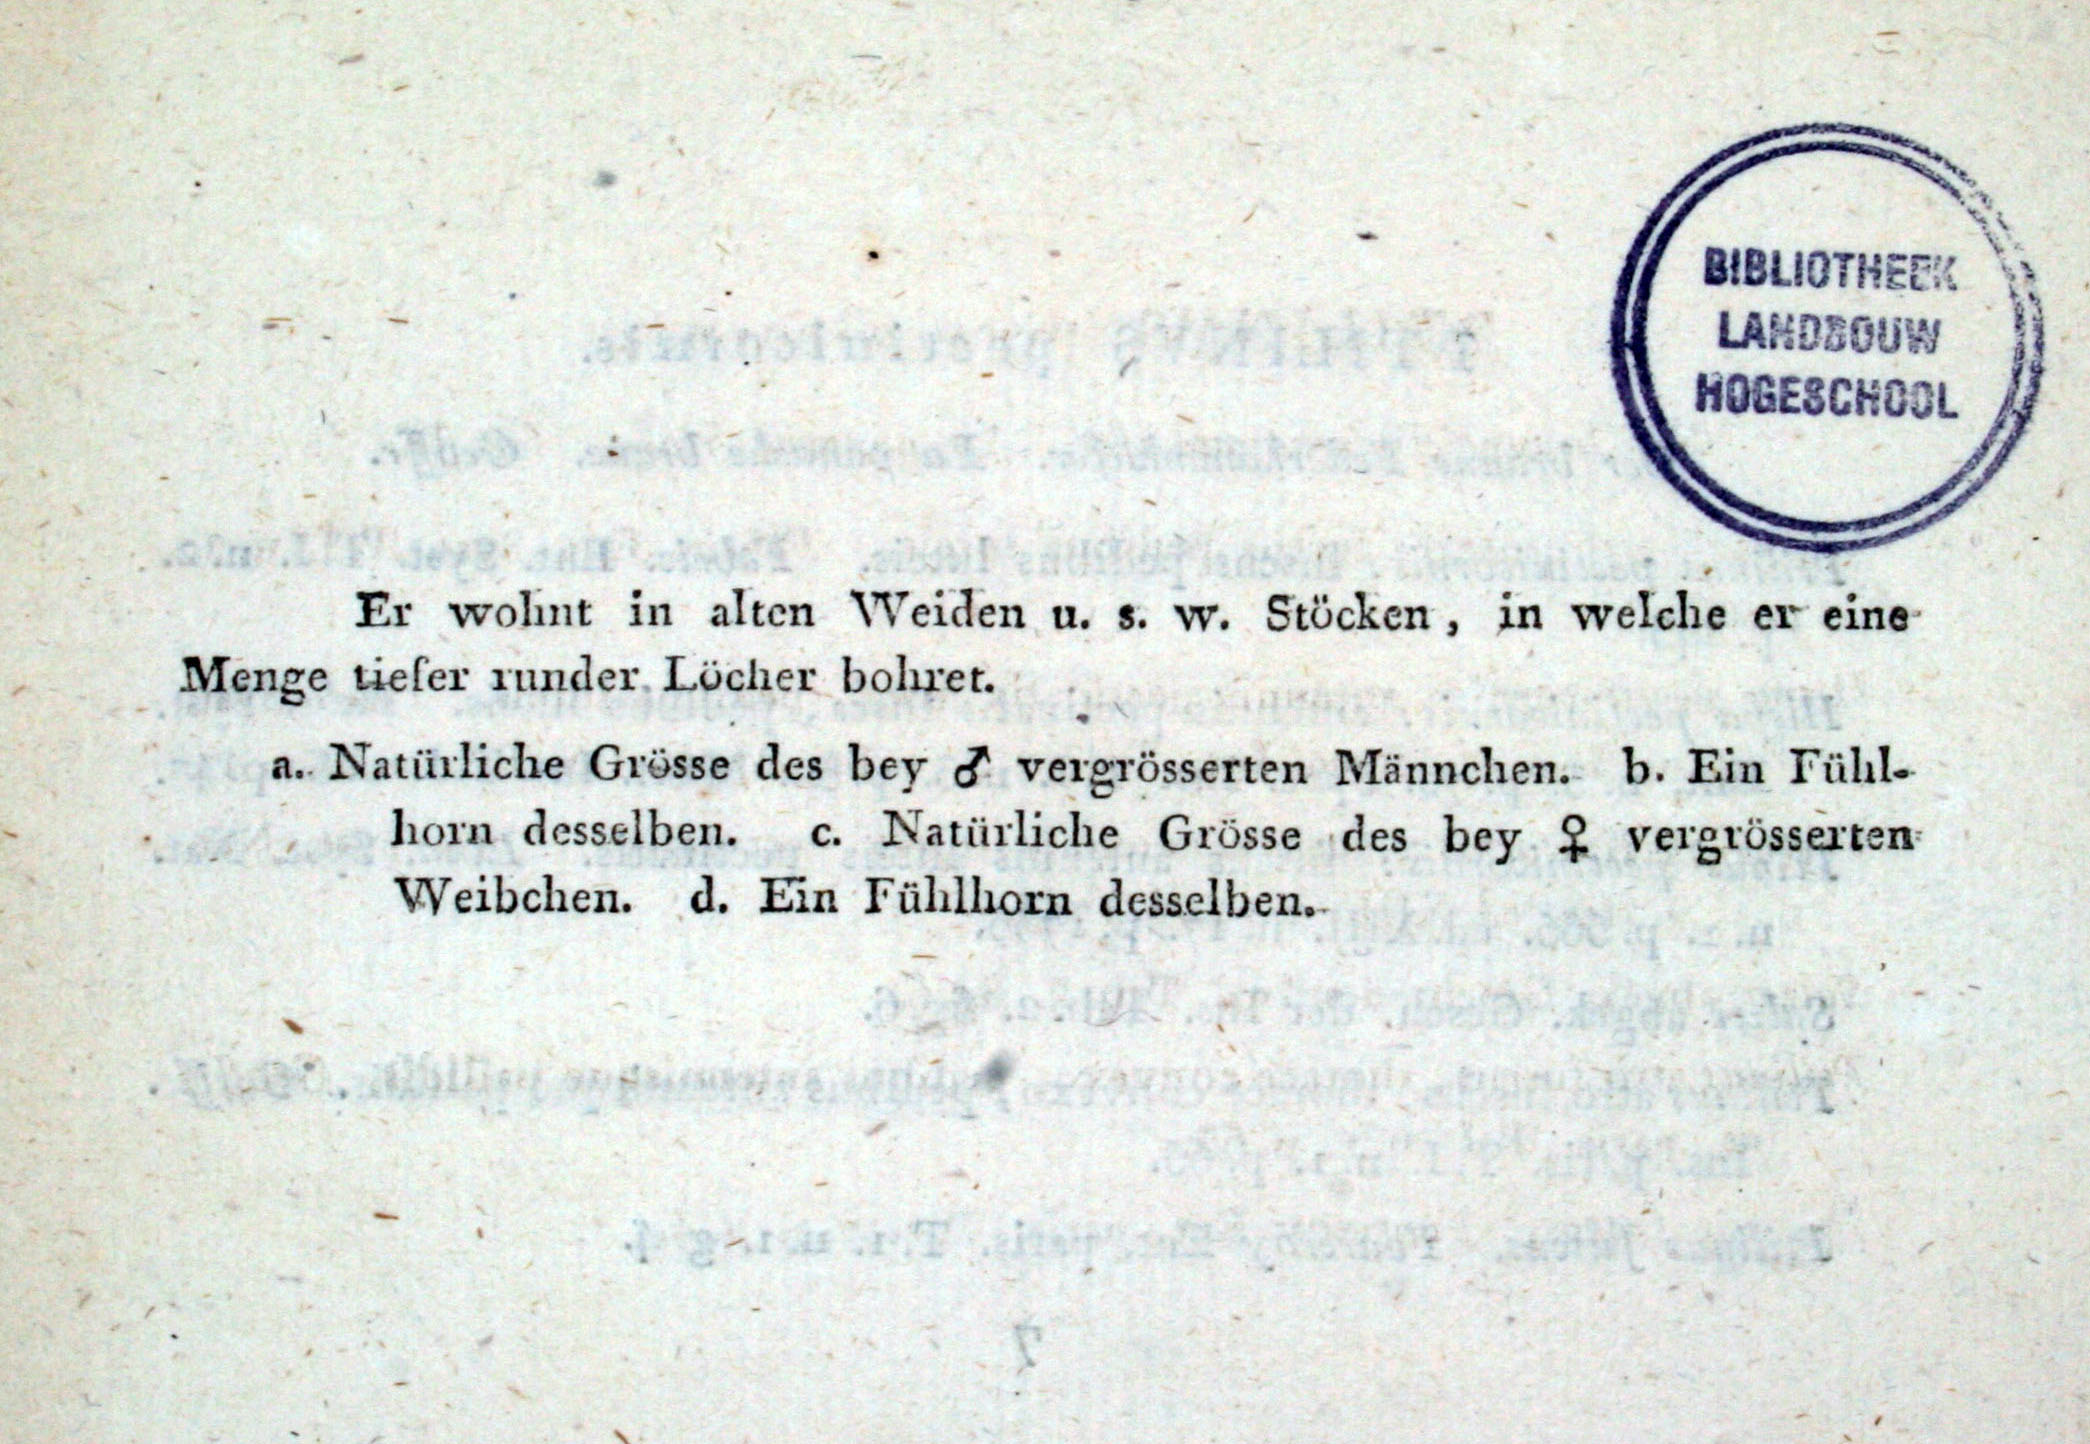 BIBLIOTHEEK
LANDBOUW
HOGESCHOOL
Er wohnt in alten Weiden u. s. w. Stöcken, in welche er eine
Menge tiefer runder Löcher bohret.
a. Natürliche Grösse des bey ♂ vergrösserten Männchen. b. Ein Fühl-
horn desselben. c. Natürliche Grösse des bey ♀ vergrösserten
Weibchen. d. Ein Fühlhorn desselben.